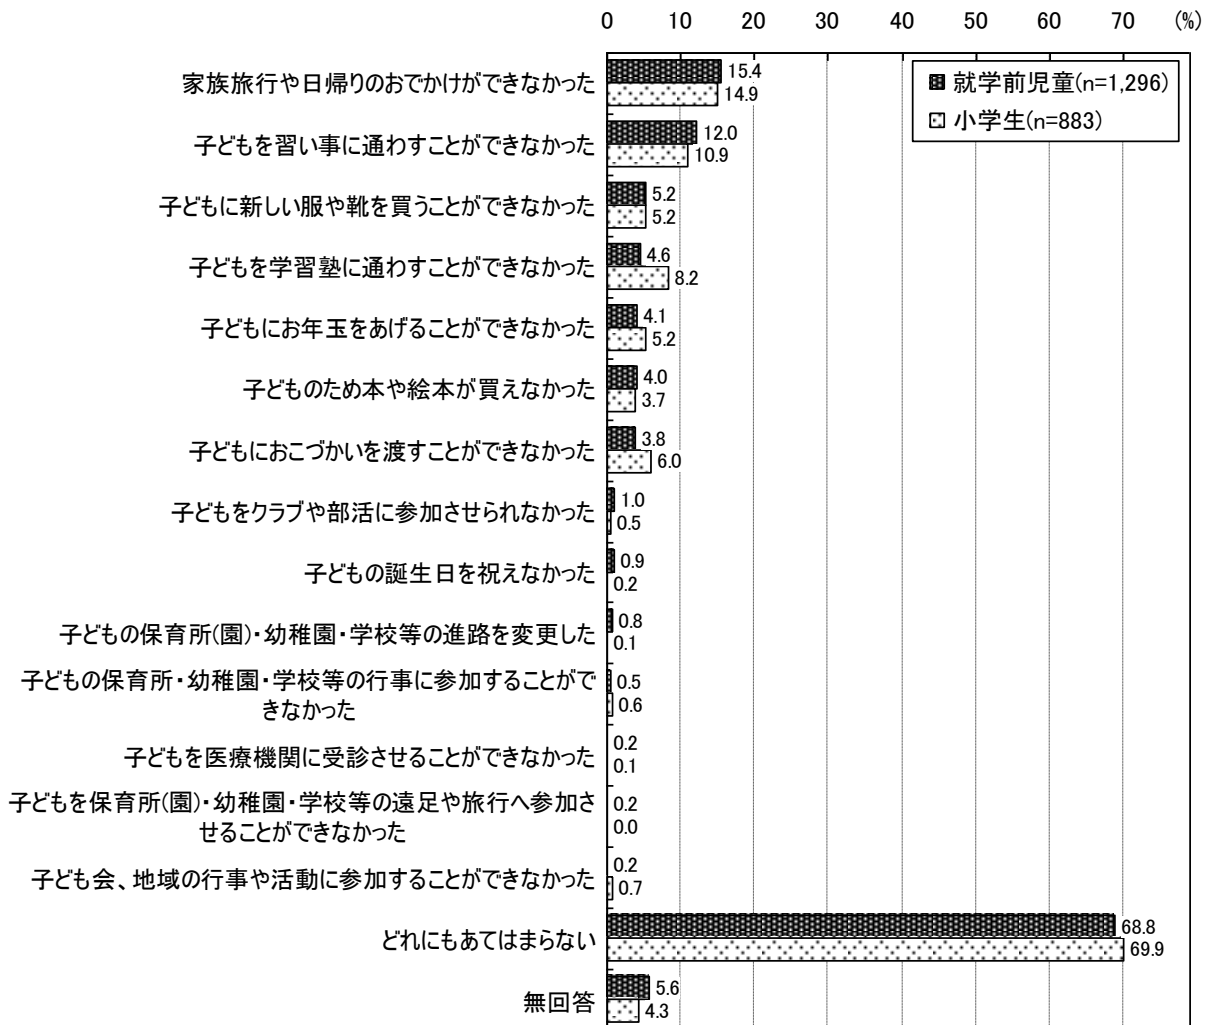 0 10 20 30 40 50 60 70 (%)
就学前児童(n=1,296)
小学生(n=883)
家族旅行や日帰りのおでかけができなかった 15.4
14.9
子どもを習い事に通わすことができなかった 12.0
10.9
子どもに新しい服や靴を買うことができなかった 5.2
5.2
子どもを学習塾に通わすことができなかった 4.6
8.2
子どもにお年玉をあげることができなかった 4.1
5.2
子どものため本や絵本が買えなかった 4.0
3.7
子どもにおこづかいを渡すことができなかった 3.8
6.0
子どもをクラブや部活に参加させられなかった 1.0
0.5
子どもの誕生日を祝えなかった 0.9
0.2
子どもの保育所(園)・幼稚園・学校等の進路を変更した 0.8
0.1
子どもの保育所・幼稚園・学校等の行事に参加することがで 0.5
きなかった 0.6
子どもを医療機関に受診させることができなかった 0.2
0.1
子どもを保育所(園)・幼稚園・学校等の遠足や旅行へ参加さ 0.2
せることができなかった 0.0
子ども会、地域の行事や活動に参加することができなかった 0.2
0.7
どれにもあてはまらない 68.8
69.9
無回答 5.6
4.3